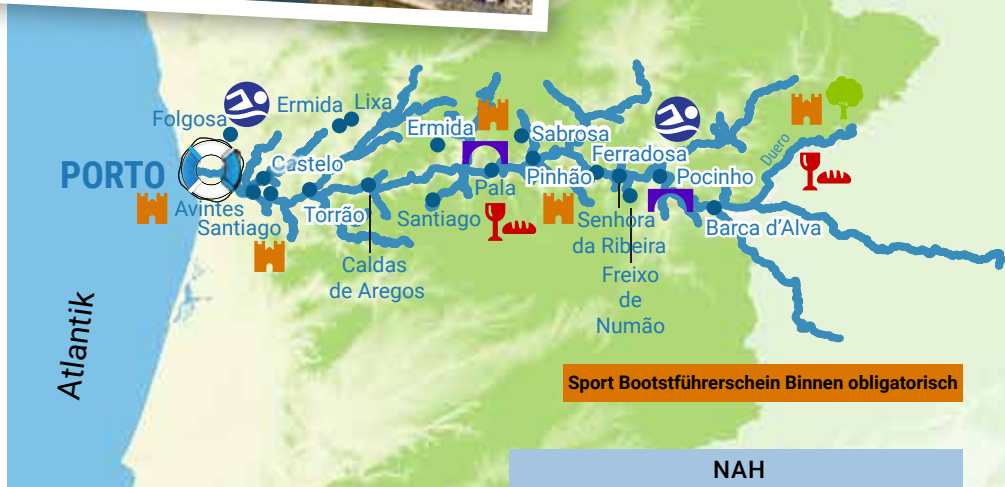 Folgosa
Ermida
Lixa
Ermida
Sabrosa
Duero
PORTO
Castelo
Ferradosa
Pinhão
Pocinho
Pala
Avintes
Torrão
Santiago
Santiago
Senhora
da Ribeira
Barca d’Alva
Caldas
de Aregos
Freixo
de
Numão
Atlantik
Sport Bootstführerschein Binnen obligatorisch
NAH